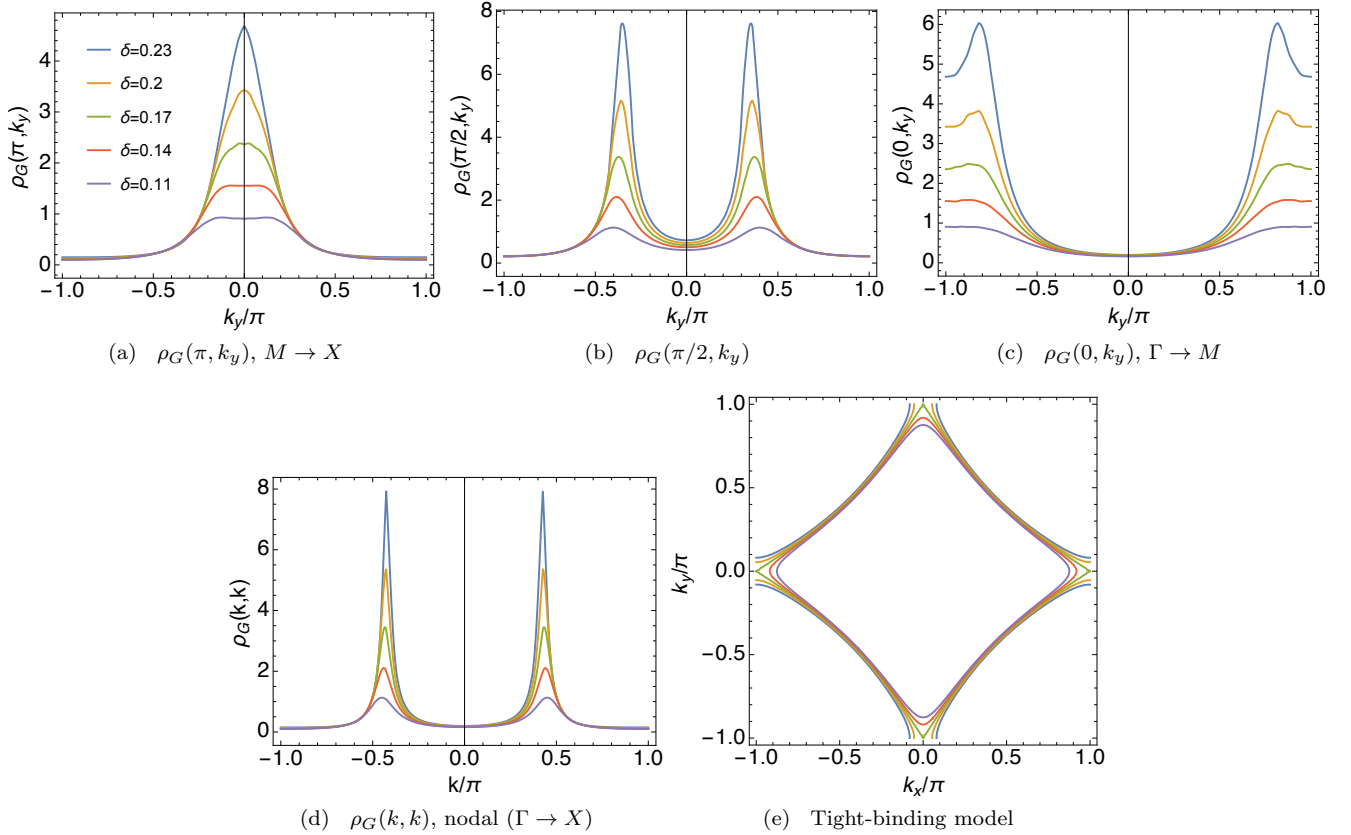 ρG(π,ky)
4
3
2
1
0
δ=0.23
δ=0.2
δ=0.17
δ=0.14
δ=0.11
−1.0 −0.5 0.0 0.5 1.0
ky/π
(a) ρG(π, ky), M → X
ρG(π/2,ky)
8
6
4
2
0
−1.0 −0.5 0.0 0.5 1.0
ky/π
(b) ρG(π/2, ky)
ρG(0,ky)
6
5
4
3
2
1
0
−1.0 −0.5 0.0 0.5 1.0
ky/π
(c) ρG(0, ky), Γ → M
ρG(k,k)
8
6
4
2
0
−1.0 −0.5 0.0 0.5 1.0
k/π
(d) ρG(k, k), nodal (Γ → X)
ky/π
1.0
0.5
0.0
−0.5
−1.0
−1.0 −0.5 0.0 0.5 1.0
kx/π
(e) Tight-binding model